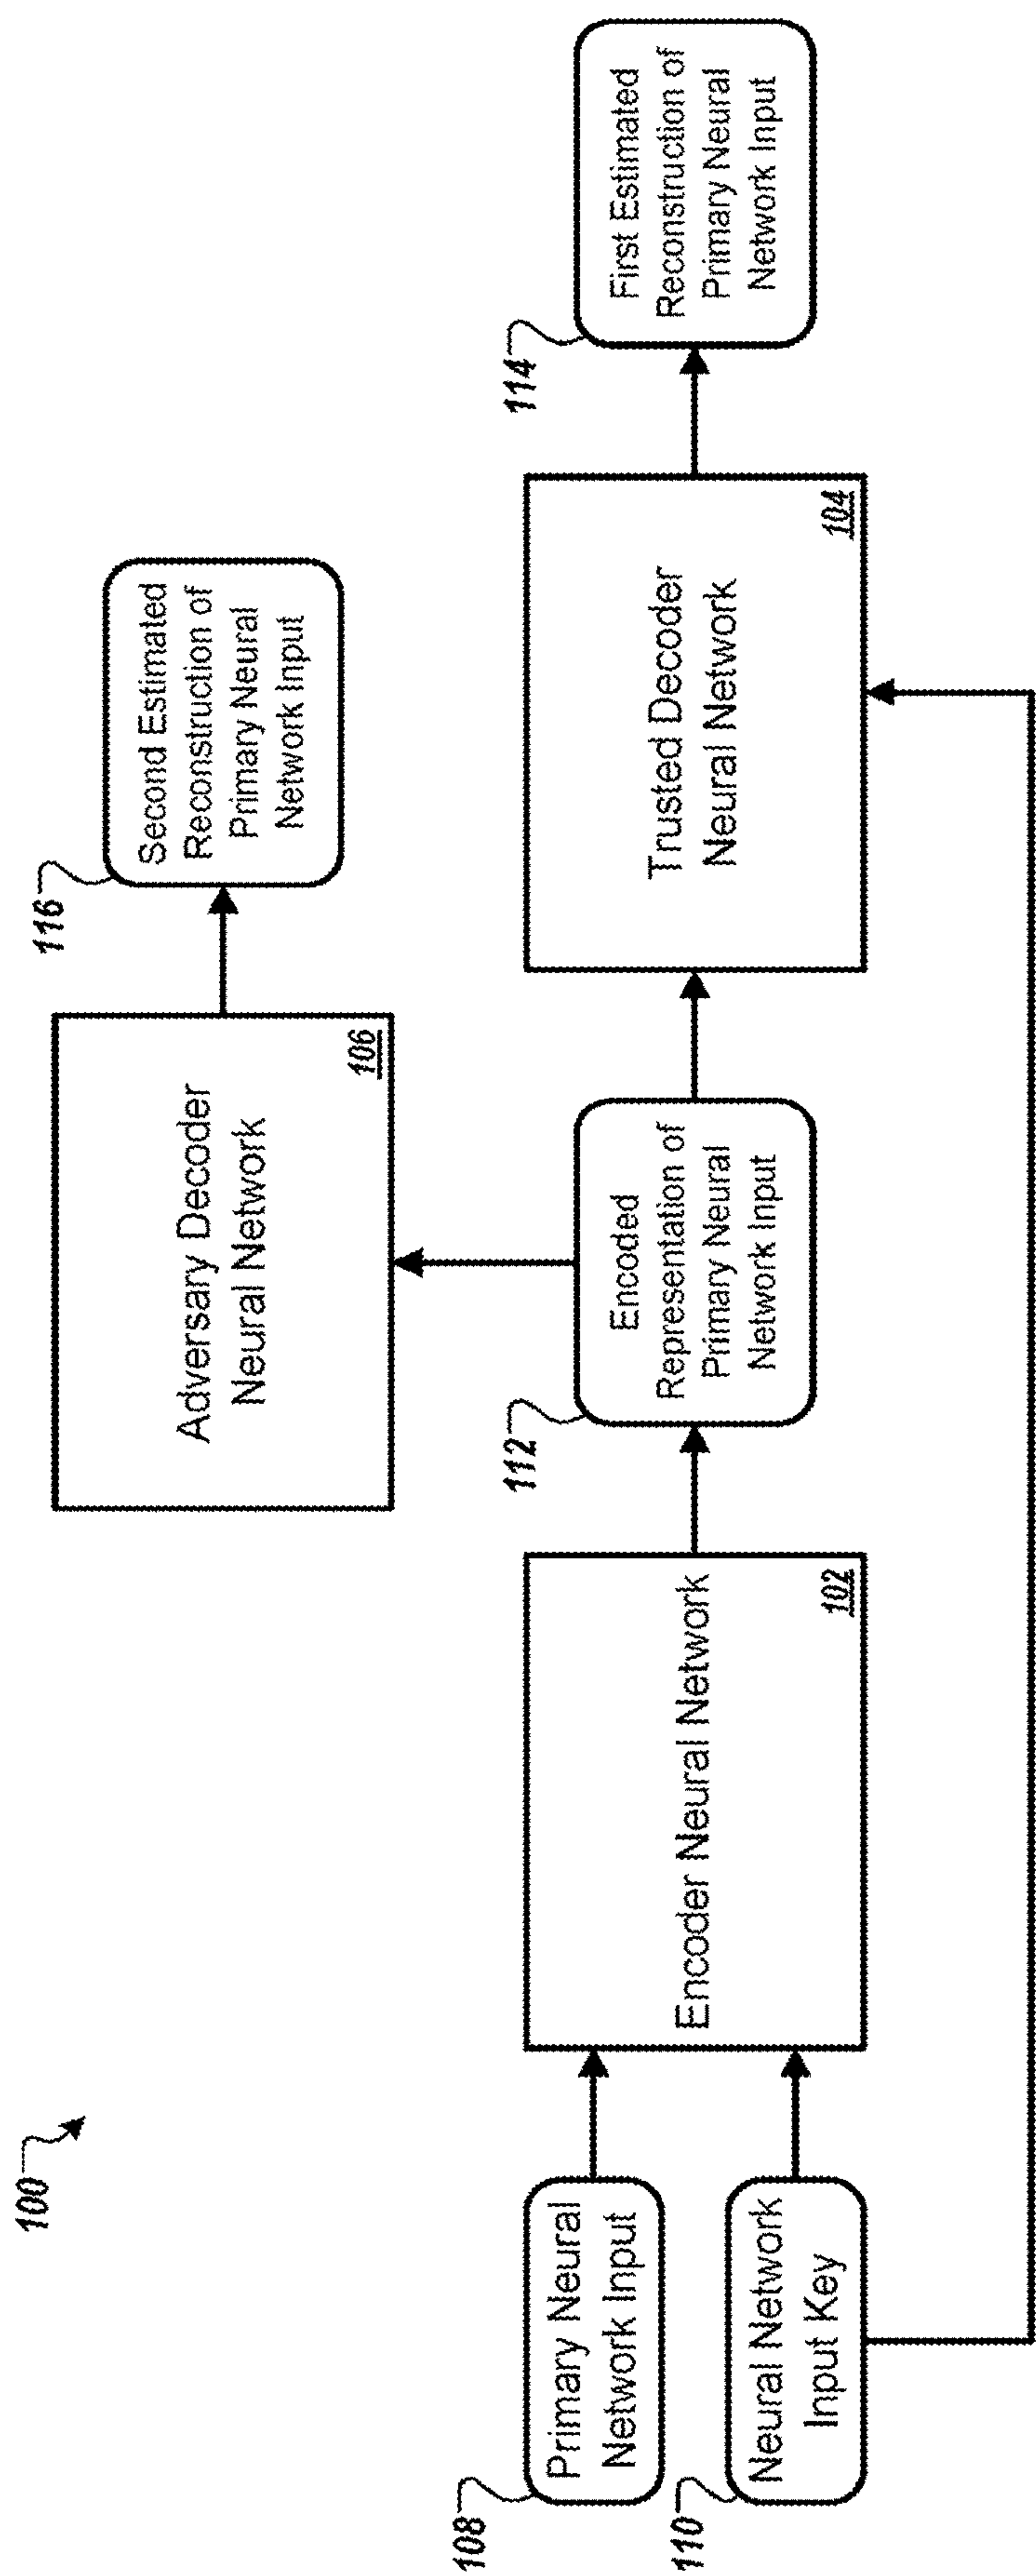 100
116
Second Estimated
Reconstruction of
Primary Neural
Network Input
Adversary Decoder
Neural Network
106
108
Primary Neural
Network Input
110
Neural Network
Input Key
Encoder Neural Network
102
112
Encoded
Representation of
Primary Neural
Network Input
Trusted Decoder
Neural Network
104
114
First Estimated
Reconstruction of
Primary Neural
Network Input